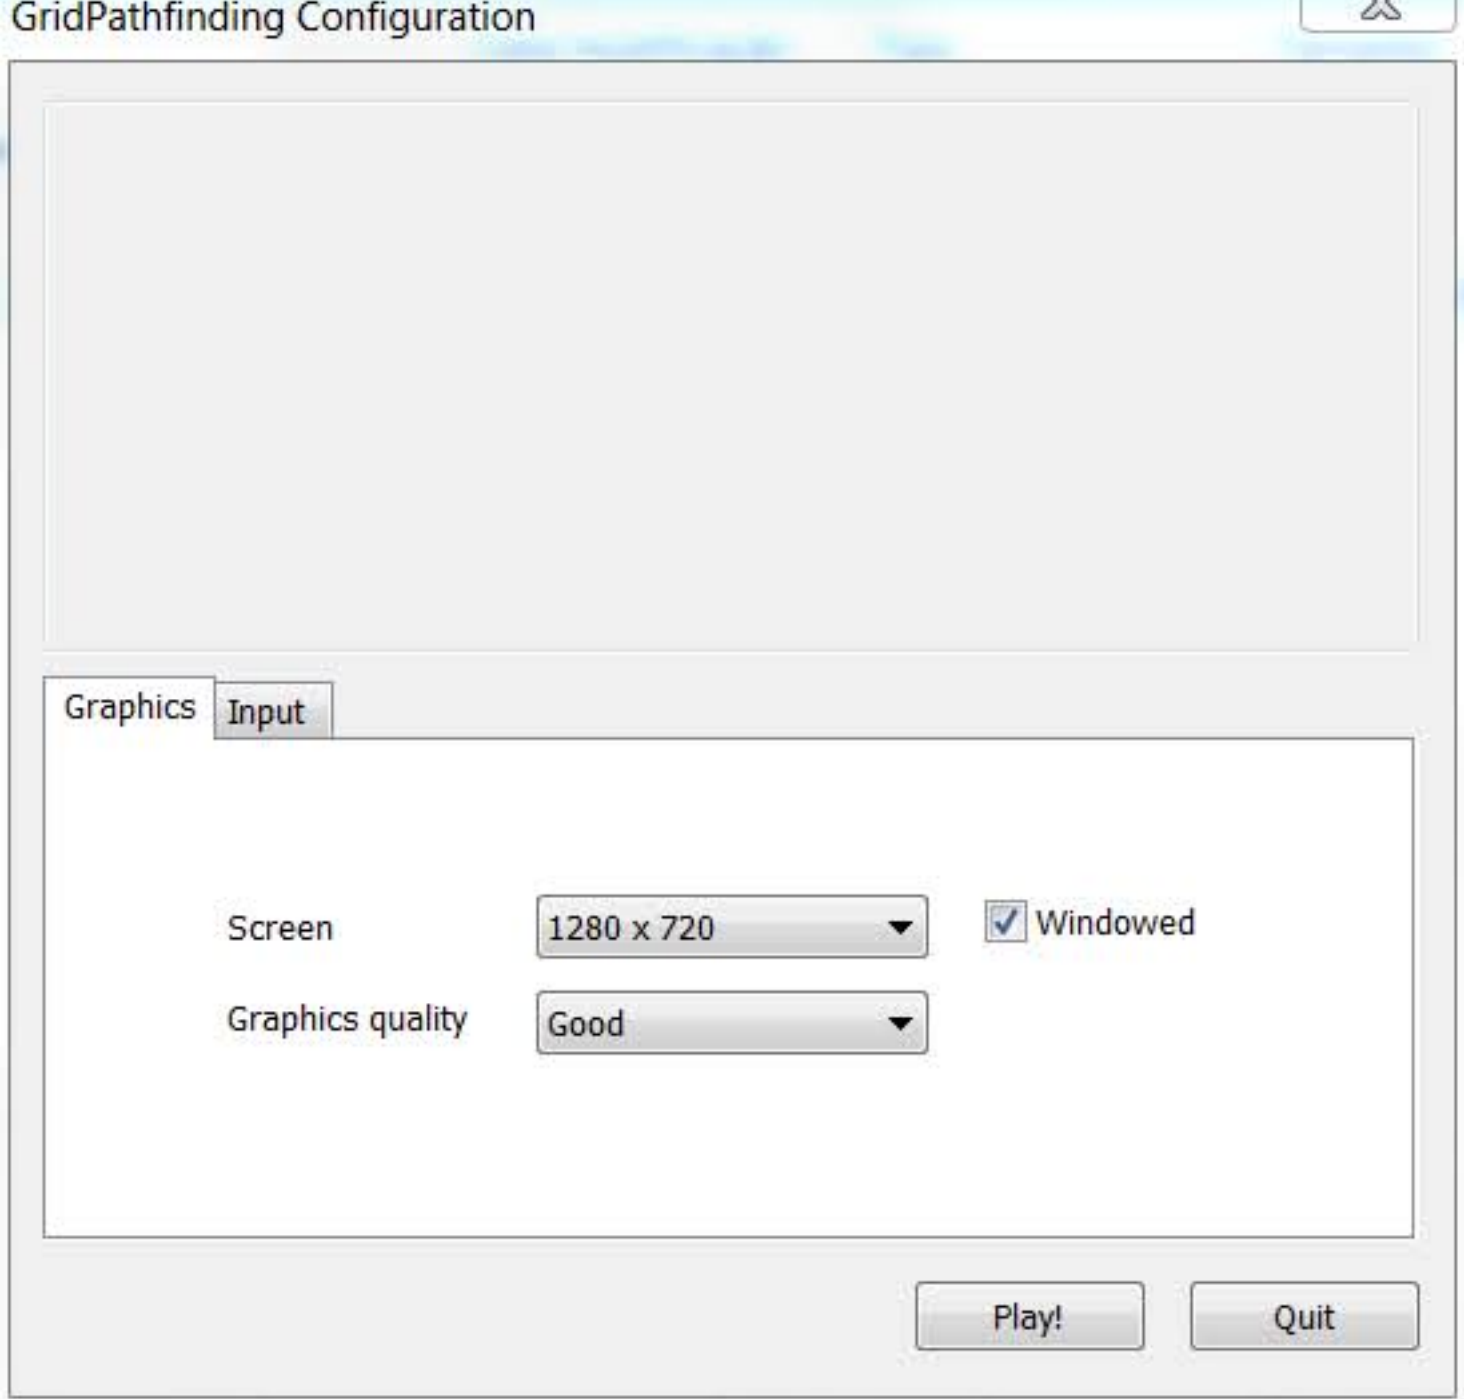 GridPathfinding Configuration
Graphics
Input
Screen
1280 x 720
Windowed
Graphics quality
Good
Play!
Quit